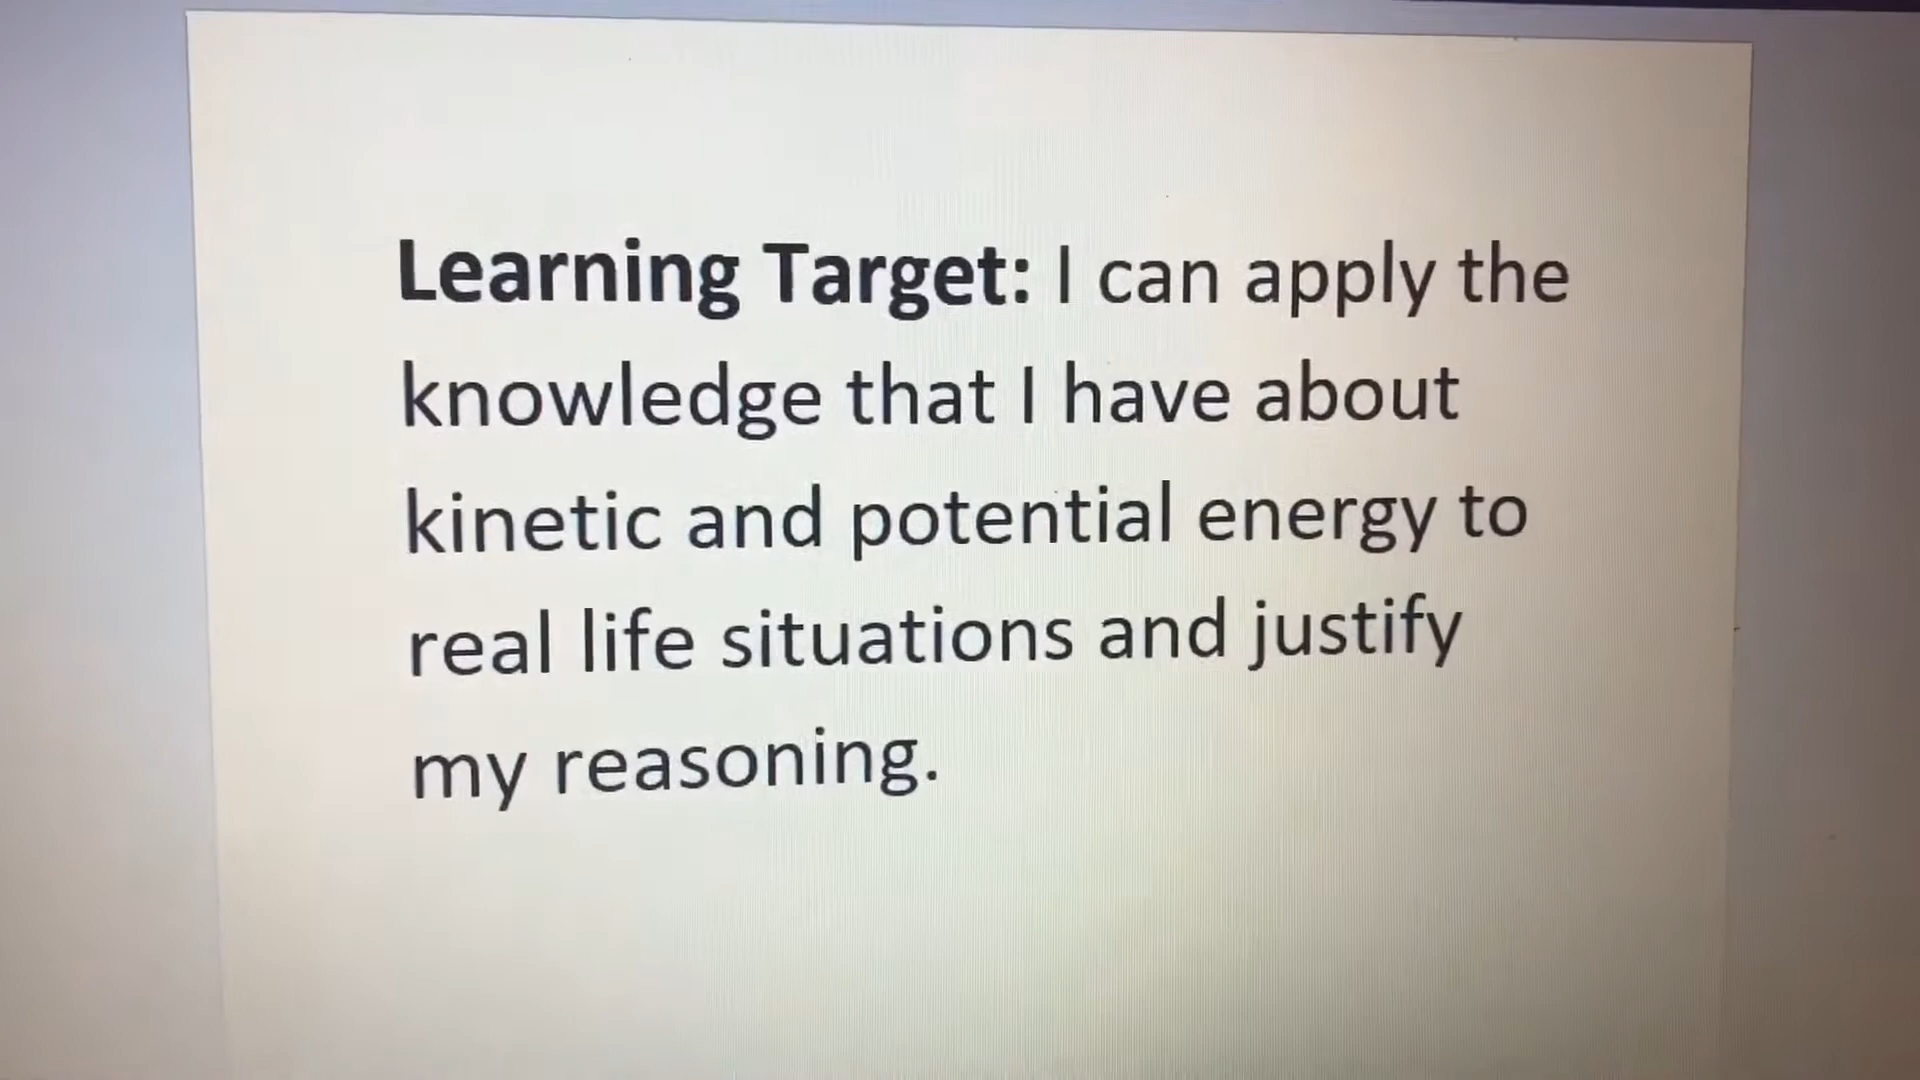 Learning Target: I can apply the
knowledge that I have about
kinetic and potential energy to
real life situations and justify
my reasoning.